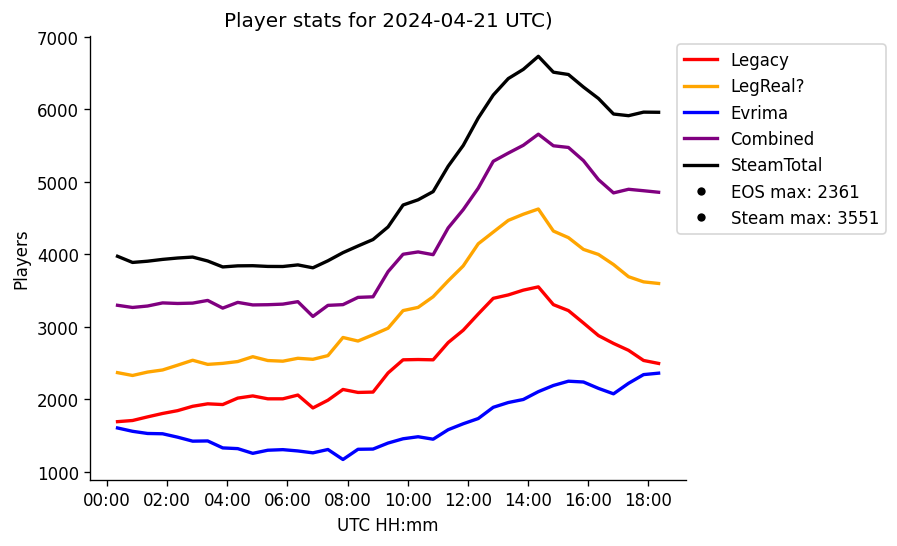 Player stats for 2024-04-21 UTC)
7000
6000
5000
4000
3000
2000
1000
Players
00:00 02:00 04:00 06:00 08:00 10:00 12:00 14:00 16:00 18:00
UTC HH:mm
Legacy
LegReal?
Evrima
Combined
SteamTotal
EOS max: 2361
Steam max: 3551